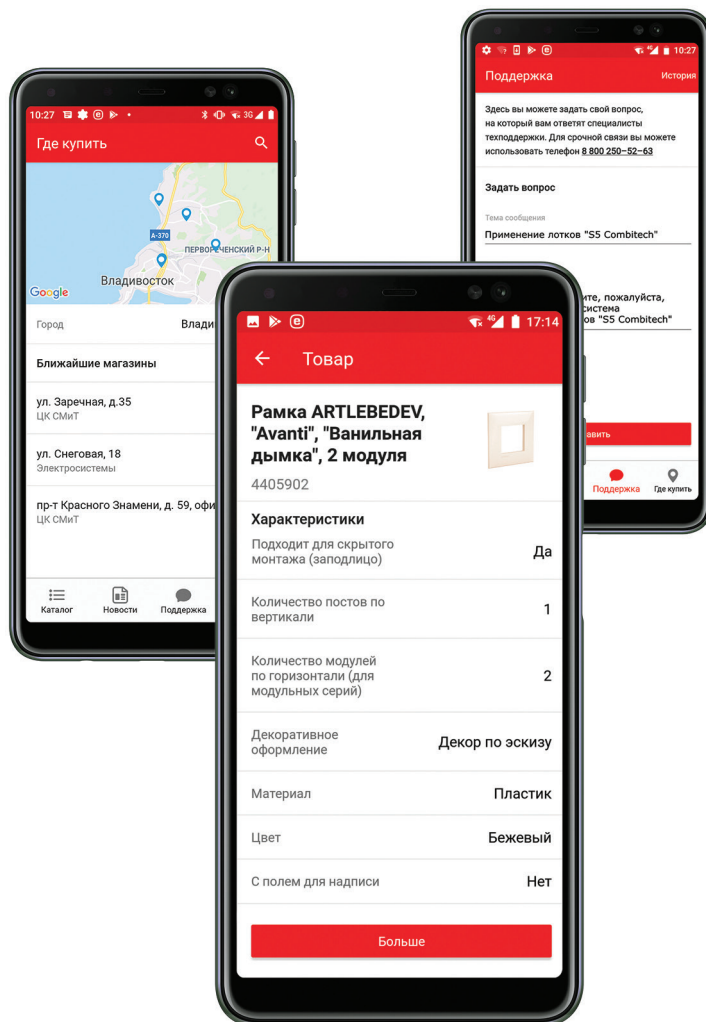 10:27
3G
Где купить
А-370
ПЕРВОРЕЧЕНСКИЙ Р-Н
Владивосток
Google
Город
Ближайшие магазины
ул. Заречная, д.35
ЦК СМиТ
ул. Снеговая, 18
Электросистемы
пр-т Красного Знамени, д. 59,
ЦК СМиТ
Каталог
Новости
Поддержка
4G 10:27
Поддержка
История
Здесь вы можете задать свой вопрос,
на который вам ответят специалисты
техподдержки. Для срочной связи вы можете
использовать телефон 8 800 250–52–63
Задать вопрос
Тема сообщения
Применение лотков "S5 Combitech"
пожалуйста,
система
"S5 Combitech"
Поддержка
Где купить
4G 17:14
Товар
Рамка ARTLEBEDEV,
"Avanti", "Ванильная
дымка", 2 модуля
4405902
Характеристики
Подходит для скрытого
монтажа (заподлицо)
Да
Количество постов по
вертикали
1
Количество модулей
по горизонтали (для
модульных серий)
2
Декоративное
оформление
Декор по эскизу
Материал
Пластик
Цвет
Бежевый
С полем для надписи
Нет
Больше